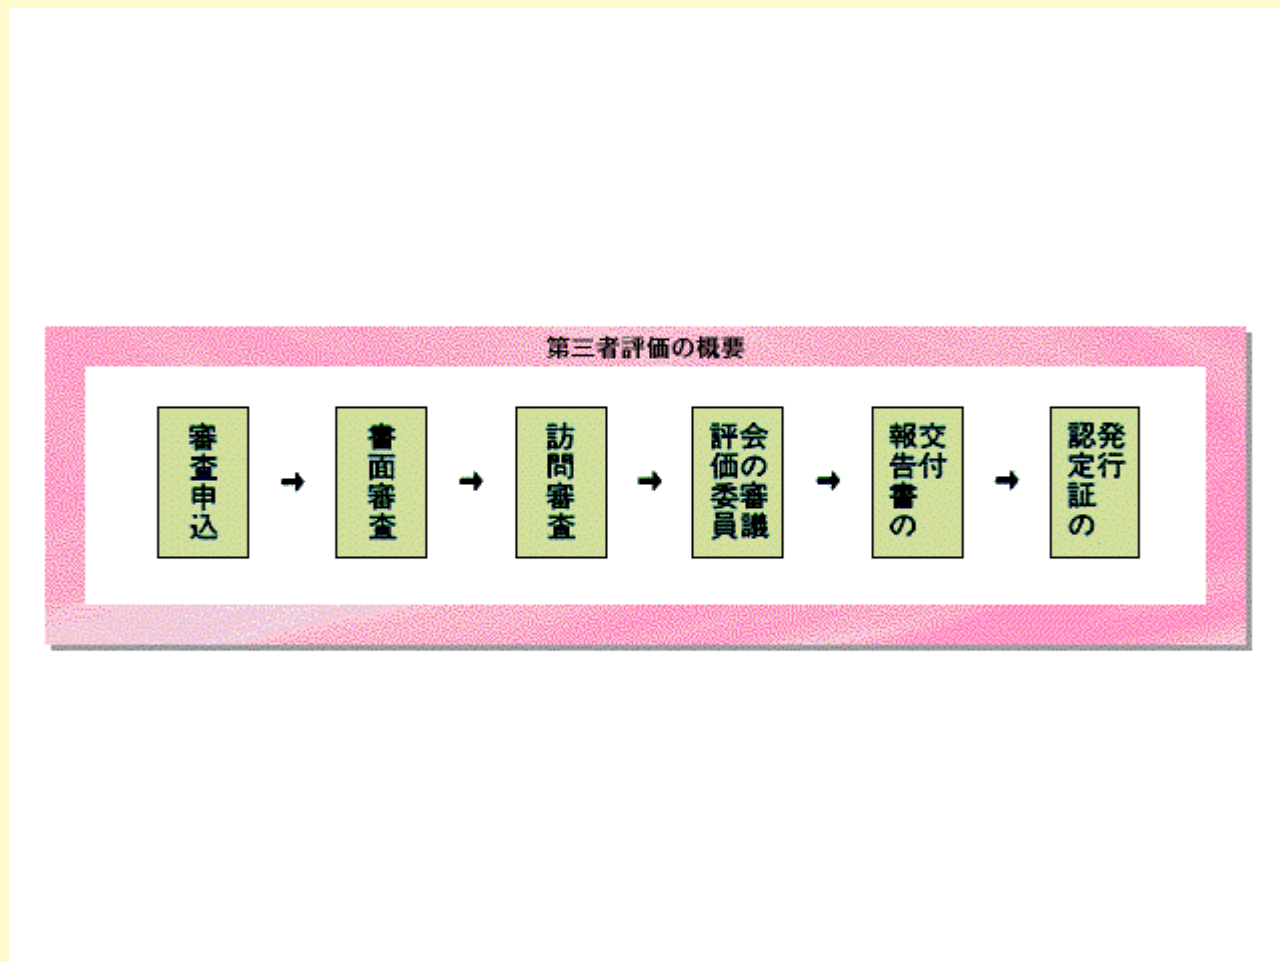 第三者評価の概要
審査申込
➞
書面審査
➞
訪問審査
➞
評価委員
会の審議
➞
報告書の
交付
➞
認定証の
発行